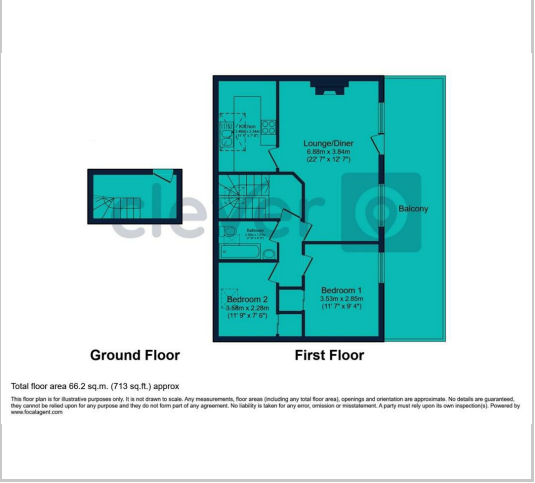 Kitchen
Lounge/Diner
6.88m x 3.84m
(22' 7" x 12' 7")
clever
Balcony
Bathroom
Bedroom 1
3.53m x 2.85m
(11' 7" x 9' 4")
Bedroom 2
3.58m x 2.28m
(11' 9" x 7' 6")
Ground Floor
First Floor
Total floor area 66.2 sq.m. (713 sq.ft.) approx
This floor plan is for illustrative purposes only. It is not drawn to scale. Any measurements, floor areas (including any total floor area), openings and orientation are approximate. No details are guaranteed,
they cannot be relied upon for any purpose and they do not form part of any agreement. No liability is taken for any error, omission or misstatement. A party must rely upon its own inspection(s). Powered by
www.focalagent.com